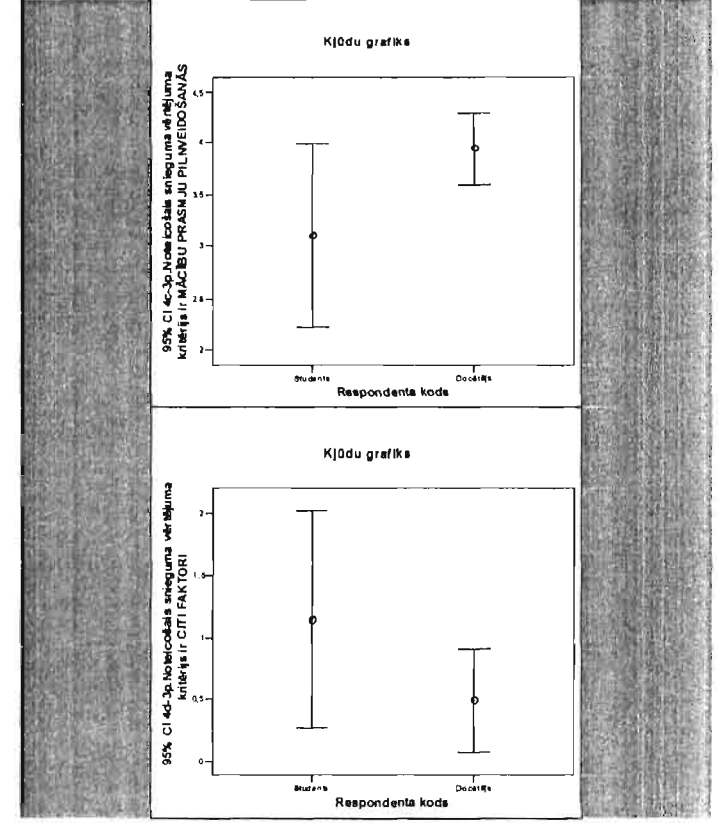 Kļūdu grafiks
95% CI 4c-3p.Noteicošais snieguma vērtējuma
kritērijs ir MĀCĪBU PRASMJU PILNVEIDOŠANĀS
4,5
4
3,5
3
2,5
2
Students
Docētājs
Respondenta kods
Kļūdu grafiks
95% CI 4d-3p.Noteicošais snieguma vērtējuma
kritērijs ir CITI FAKTORI
2
1,5
1
0,5
0
Students
Docētājs
Respondenta kods